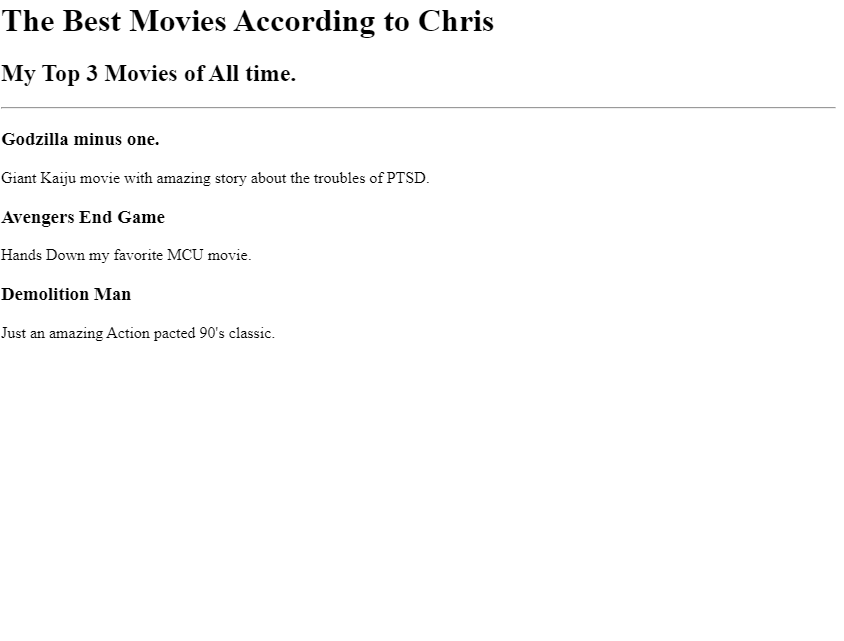 The Best Movies According to Chris
My Top 3 Movies of All time.
Godzilla minus one.
Giant Kaiju movie with amazing story about the troubles of PTSD.
Avengers End Game
Hands Down my favorite MCU movie.
Demolition Man
Just an amazing Action pacted 90's classic.